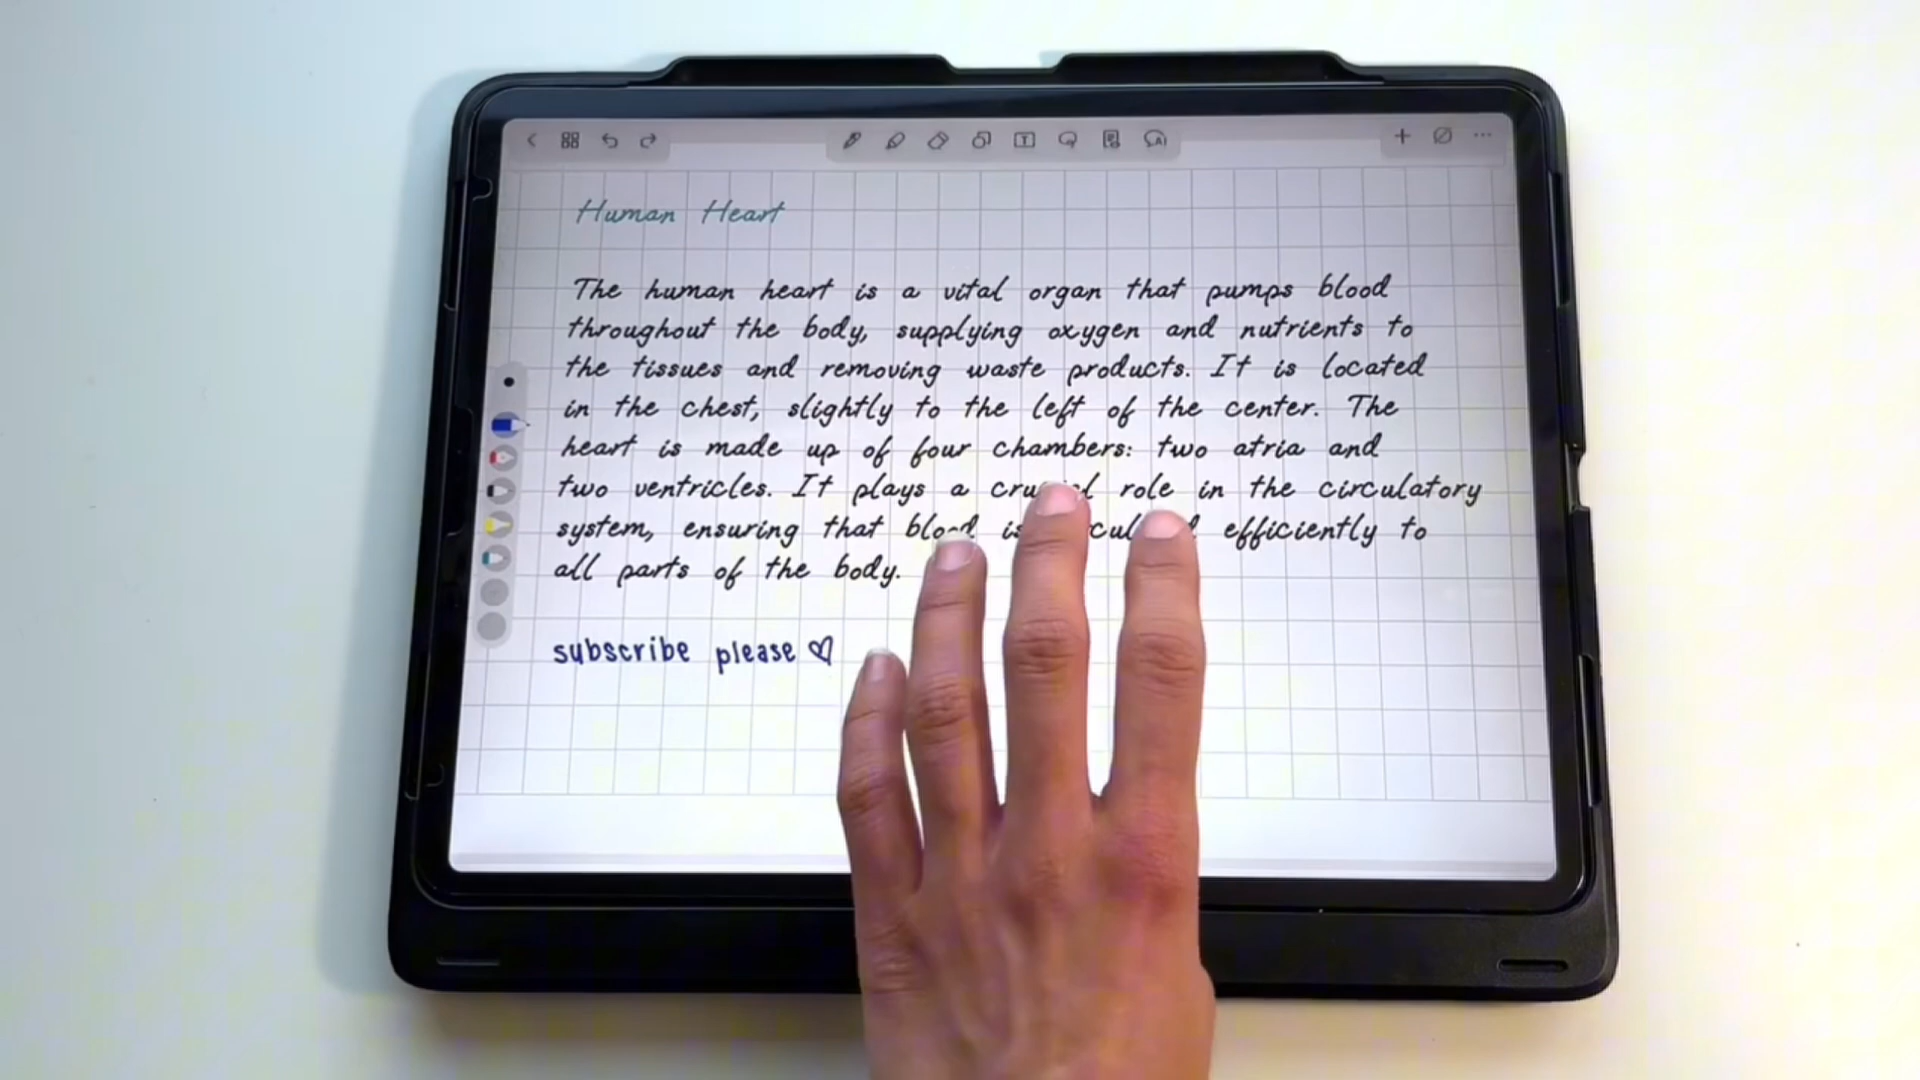 Human Heart
The human heart is a vital organ that pumps blood
throughout the body, supplying oxygen and nutrients to
the tissues and removing waste products. It is located
in the chest, slightly to the left of the center. The
heart is made up of four chambers: two atria and
two ventricles. It plays a crucial role in the circulatory
system, ensuring that blood is efficiently to
all parts of the body.
subscribe please